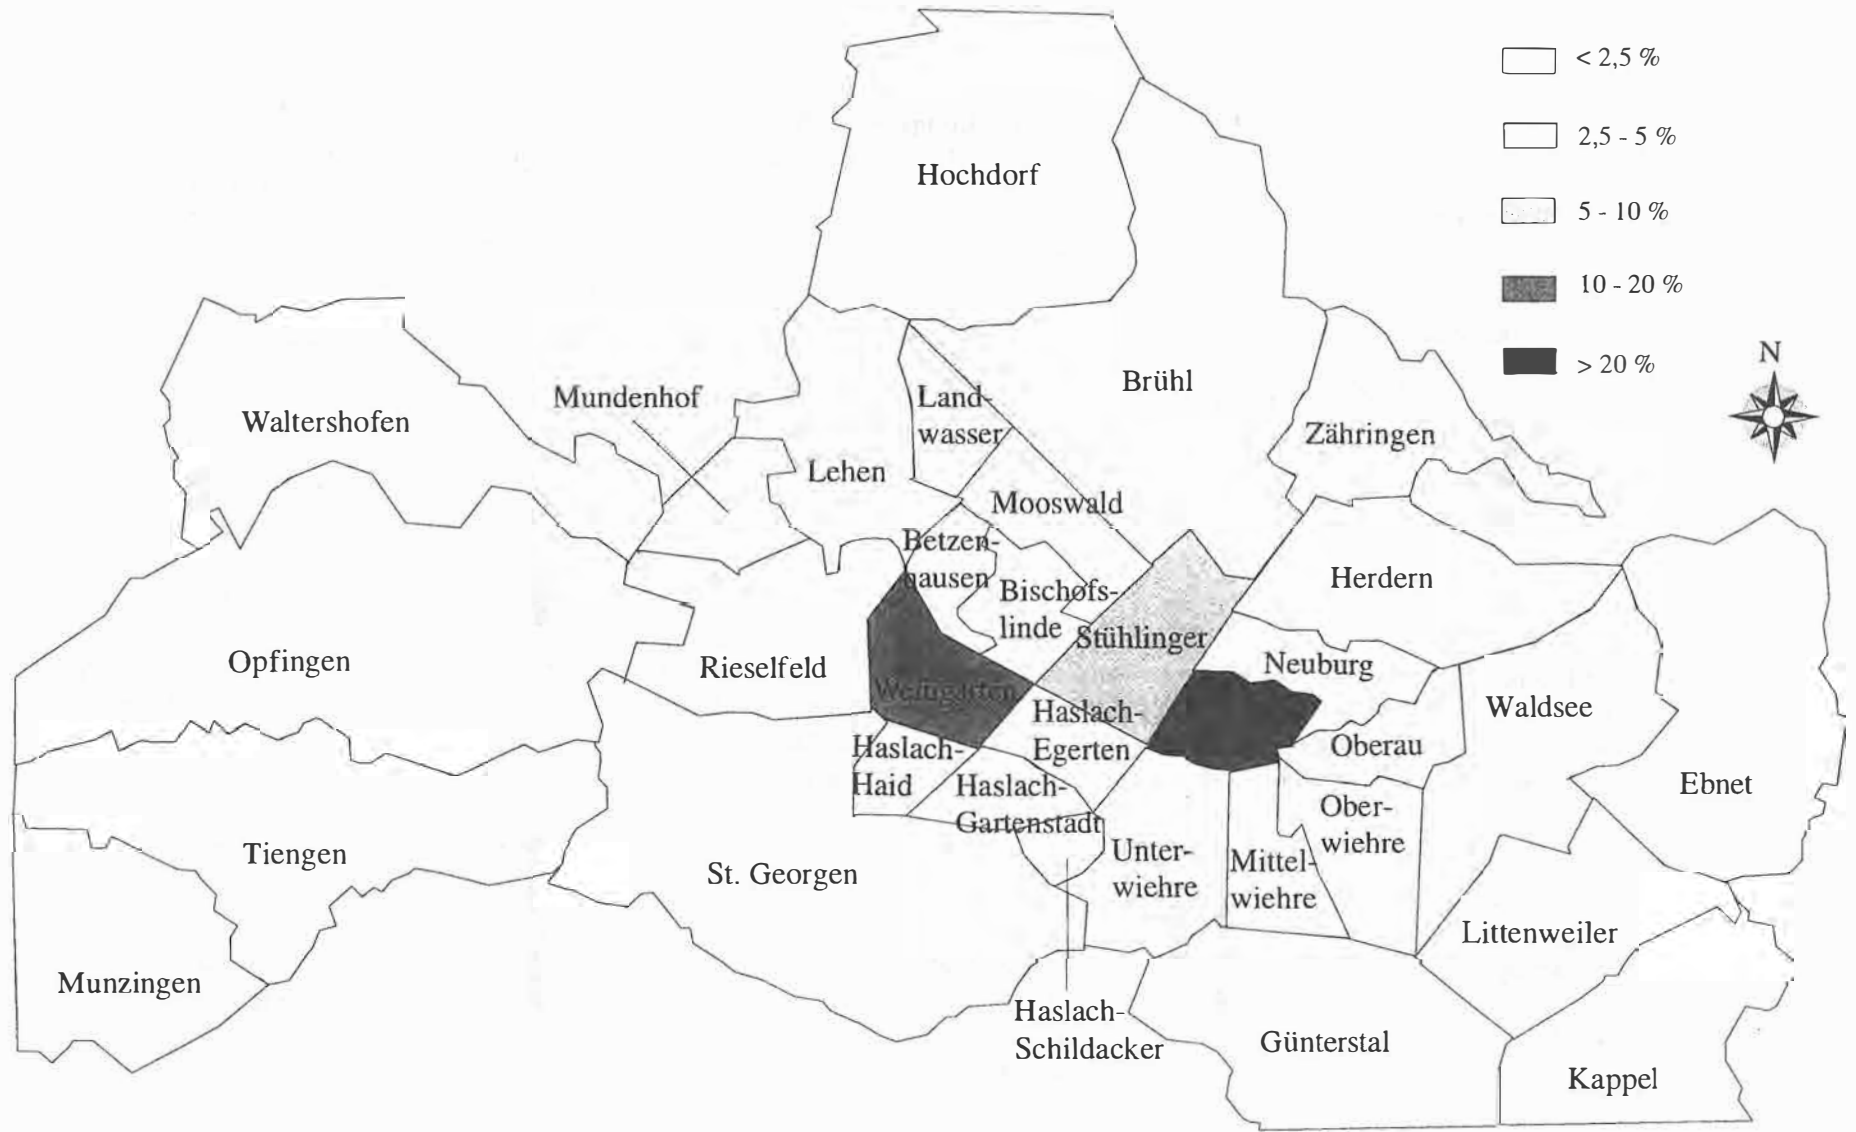 < 2,5 %
2,5 - 5 %
5 - 10 %
10 - 20 %
> 20 %
N
Hochdorf
Brühl
Zähringen
Waltershofen
Mundenhof
Land-
wasser
Lehen
Mooswald
Betzen-
hausen
Bischofs-
linde
Stühlinger
Herdern
Opfingen
Rieselfeld
Weingarten
Neuburg
Haslach-
Egerten
Waldsee
Oberau
Ebnet
Haslach-
Haid
Haslach-
Gartenstadt
Ober-
wiehre
Unter-
wiehre
Mittel-
wiehre
Tiengen
St. Georgen
Littenweiler
Munzingen
Haslach-
Schildacker
Günterstal
Kappel